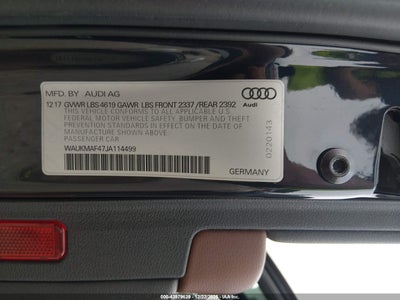 MFD. BY AUDI AG
12 17 GVWR LBS 4619 GAWR LBS FRONT 2337 /REAR 2392
THIS VEHICLE CONFORMS TO ALL APPLICABLE U.S.
FEDERAL MOTOR VEHICLE SAFETY, BUMPER AND THEFT
PREVENTION STANDARDS IN EFFECT ON THE DATE OF
MANUFACTURE SHOWN ABOVE
PASSENGER CAR
WAUKMAF47JA114499
Audi
0220143
GERMANY